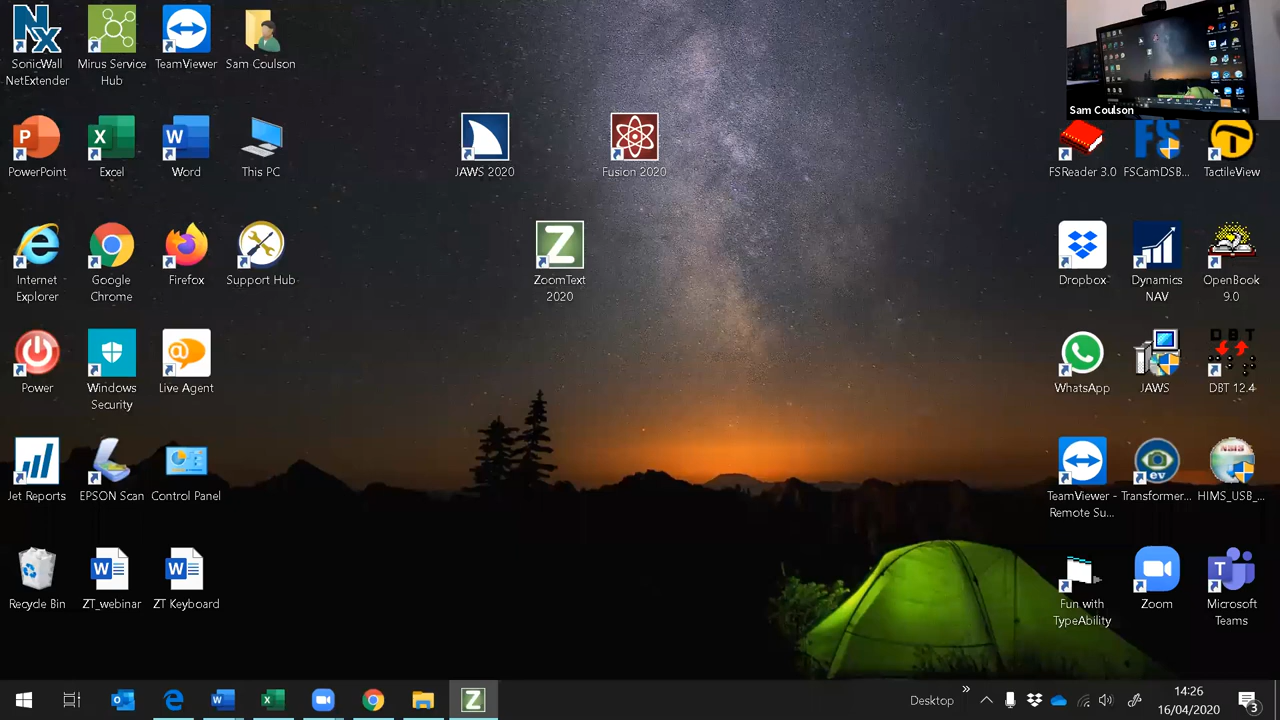 SonicWall
NetExtender
Mirus Service
Hub
TeamViewer
Sam Coulson
Sam Coulson
PowerPoint
Excel
Word
This PC
JAWS 2020
Fusion 2020
FSReader 3.0
FSCamDSB...
TactileView
Internet
Explorer
Google
Chrome
Firefox
Support Hub
ZoomText
2020
Dropbox
Dynamics
NAV
OpenBook
9.0
Power
Windows
Security
Live Agent
WhatsApp
JAWS
DBT
DBT 12.4
Jet Reports
EPSON Scan
Control Panel
TeamViewer -
Remote Su...
Transformer...
HIMS_USB_...
Recycle Bin
ZT_webinar
ZT Keyboard
Fun with
TypeAbility
Zoom
Microsoft
Teams
Desktop
14:26
16/04/2020
3